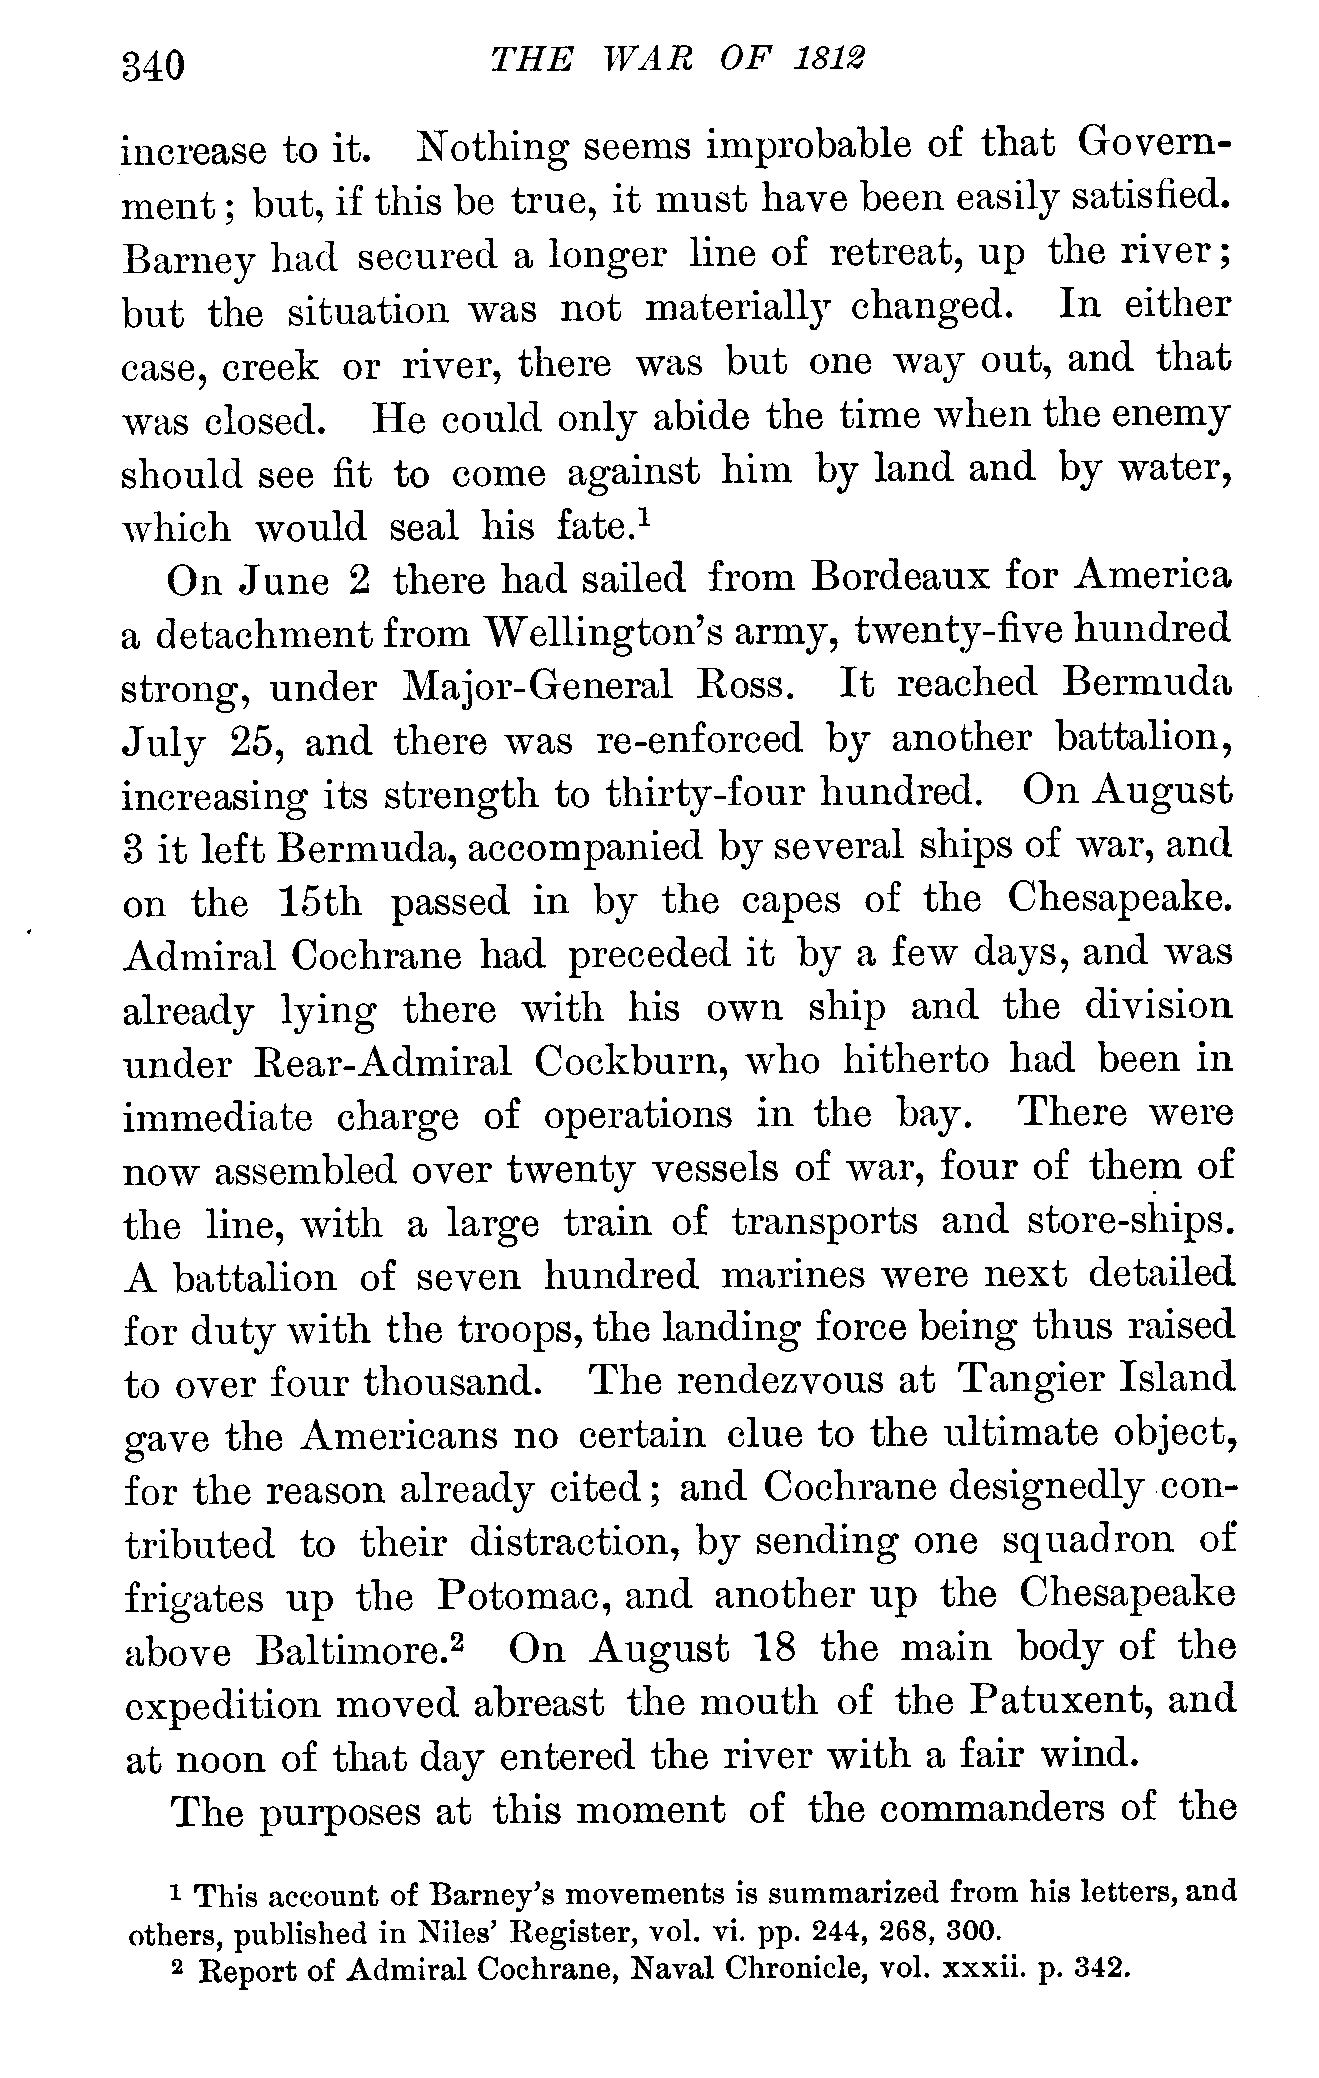 340 THE WAR OF 1812
increase to it. Nothing seems improbable of that Govern-
ment; but, if this be true, it must have been easily satisfied.
Barney had secured a longer line of retreat, up the river;
but the situation was not materially changed. In either
case, creek or river, there was but one way out, and that
was closed. He could only abide the time when the enemy
should see fit to come against him by land and by water,
which would seal his fate.¹
On June 2 there had sailed from Bordeaux for America
a detachment from Wellington's army, twenty-five hundred
strong, under Major-General Ross. It reached Bermuda
July 25, and there was re-enforced by another battalion,
increasing its strength to thirty-four hundred. On August
3 it left Bermuda, accompanied by several ships of war, and
on the 15th passed in by the capes of the Chesapeake.
Admiral Cochrane had preceded it by a few days, and was
already lying there with his own ship and the division
under Rear-Admiral Cockburn, who hitherto had been in
immediate charge of operations in the bay. There were
now assembled over twenty vessels of war, four of them of
the line, with a large train of transports and store-ships.
A battalion of seven hundred marines were next detailed
for duty with the troops, the landing force being thus raised
to over four thousand. The rendezvous at Tangier Island
gave the Americans no certain clue to the ultimate object,
for the reason already cited; and Cochrane designedly con-
tributed to their distraction, by sending one squadron of
frigates up the Potomac, and another up the Chesapeake
above Baltimore.² On August 18 the main body of the
expedition moved abreast the mouth of the Patuxent, and
at noon of that day entered the river with a fair wind.
The purposes at this moment of the commanders of the
¹ This account of Barney's movements is summarized from his letters, and
others, published in Niles' Register, vol. vi. pp. 244, 268, 300.
² Report of Admiral Cochrane, Naval Chronicle, vol. xxxii. p. 342.